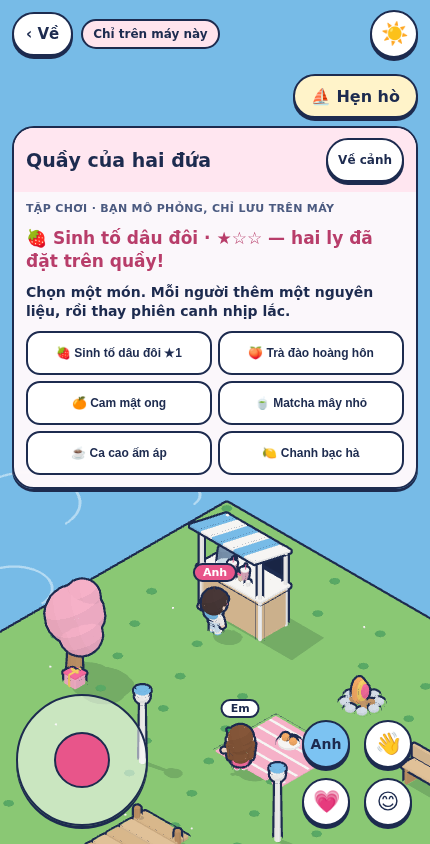 ‹ Về
Chỉ trên máy này
Hẹn hò
Quầy của hai đứa
Về cảnh
TẬP CHƠI · BẠN MÔ PHỎNG, CHỈ LƯU TRÊN MÁY
🍓 Sinh tố dâu đôi · ★☆☆ — hai ly đã
đặt trên quầy!
Chọn một món. Mỗi người thêm một nguyên
liệu, rồi thay phiên canh nhịp lắc.
🍓 Sinh tố dâu đôi ★1
🍑 Trà đào hoàng hôn
🍊 Cam mật ong
🍵 Matcha mây nhỏ
☕ Ca cao ấm áp
🍋 Chanh bạc hà
Anh
Em
Anh